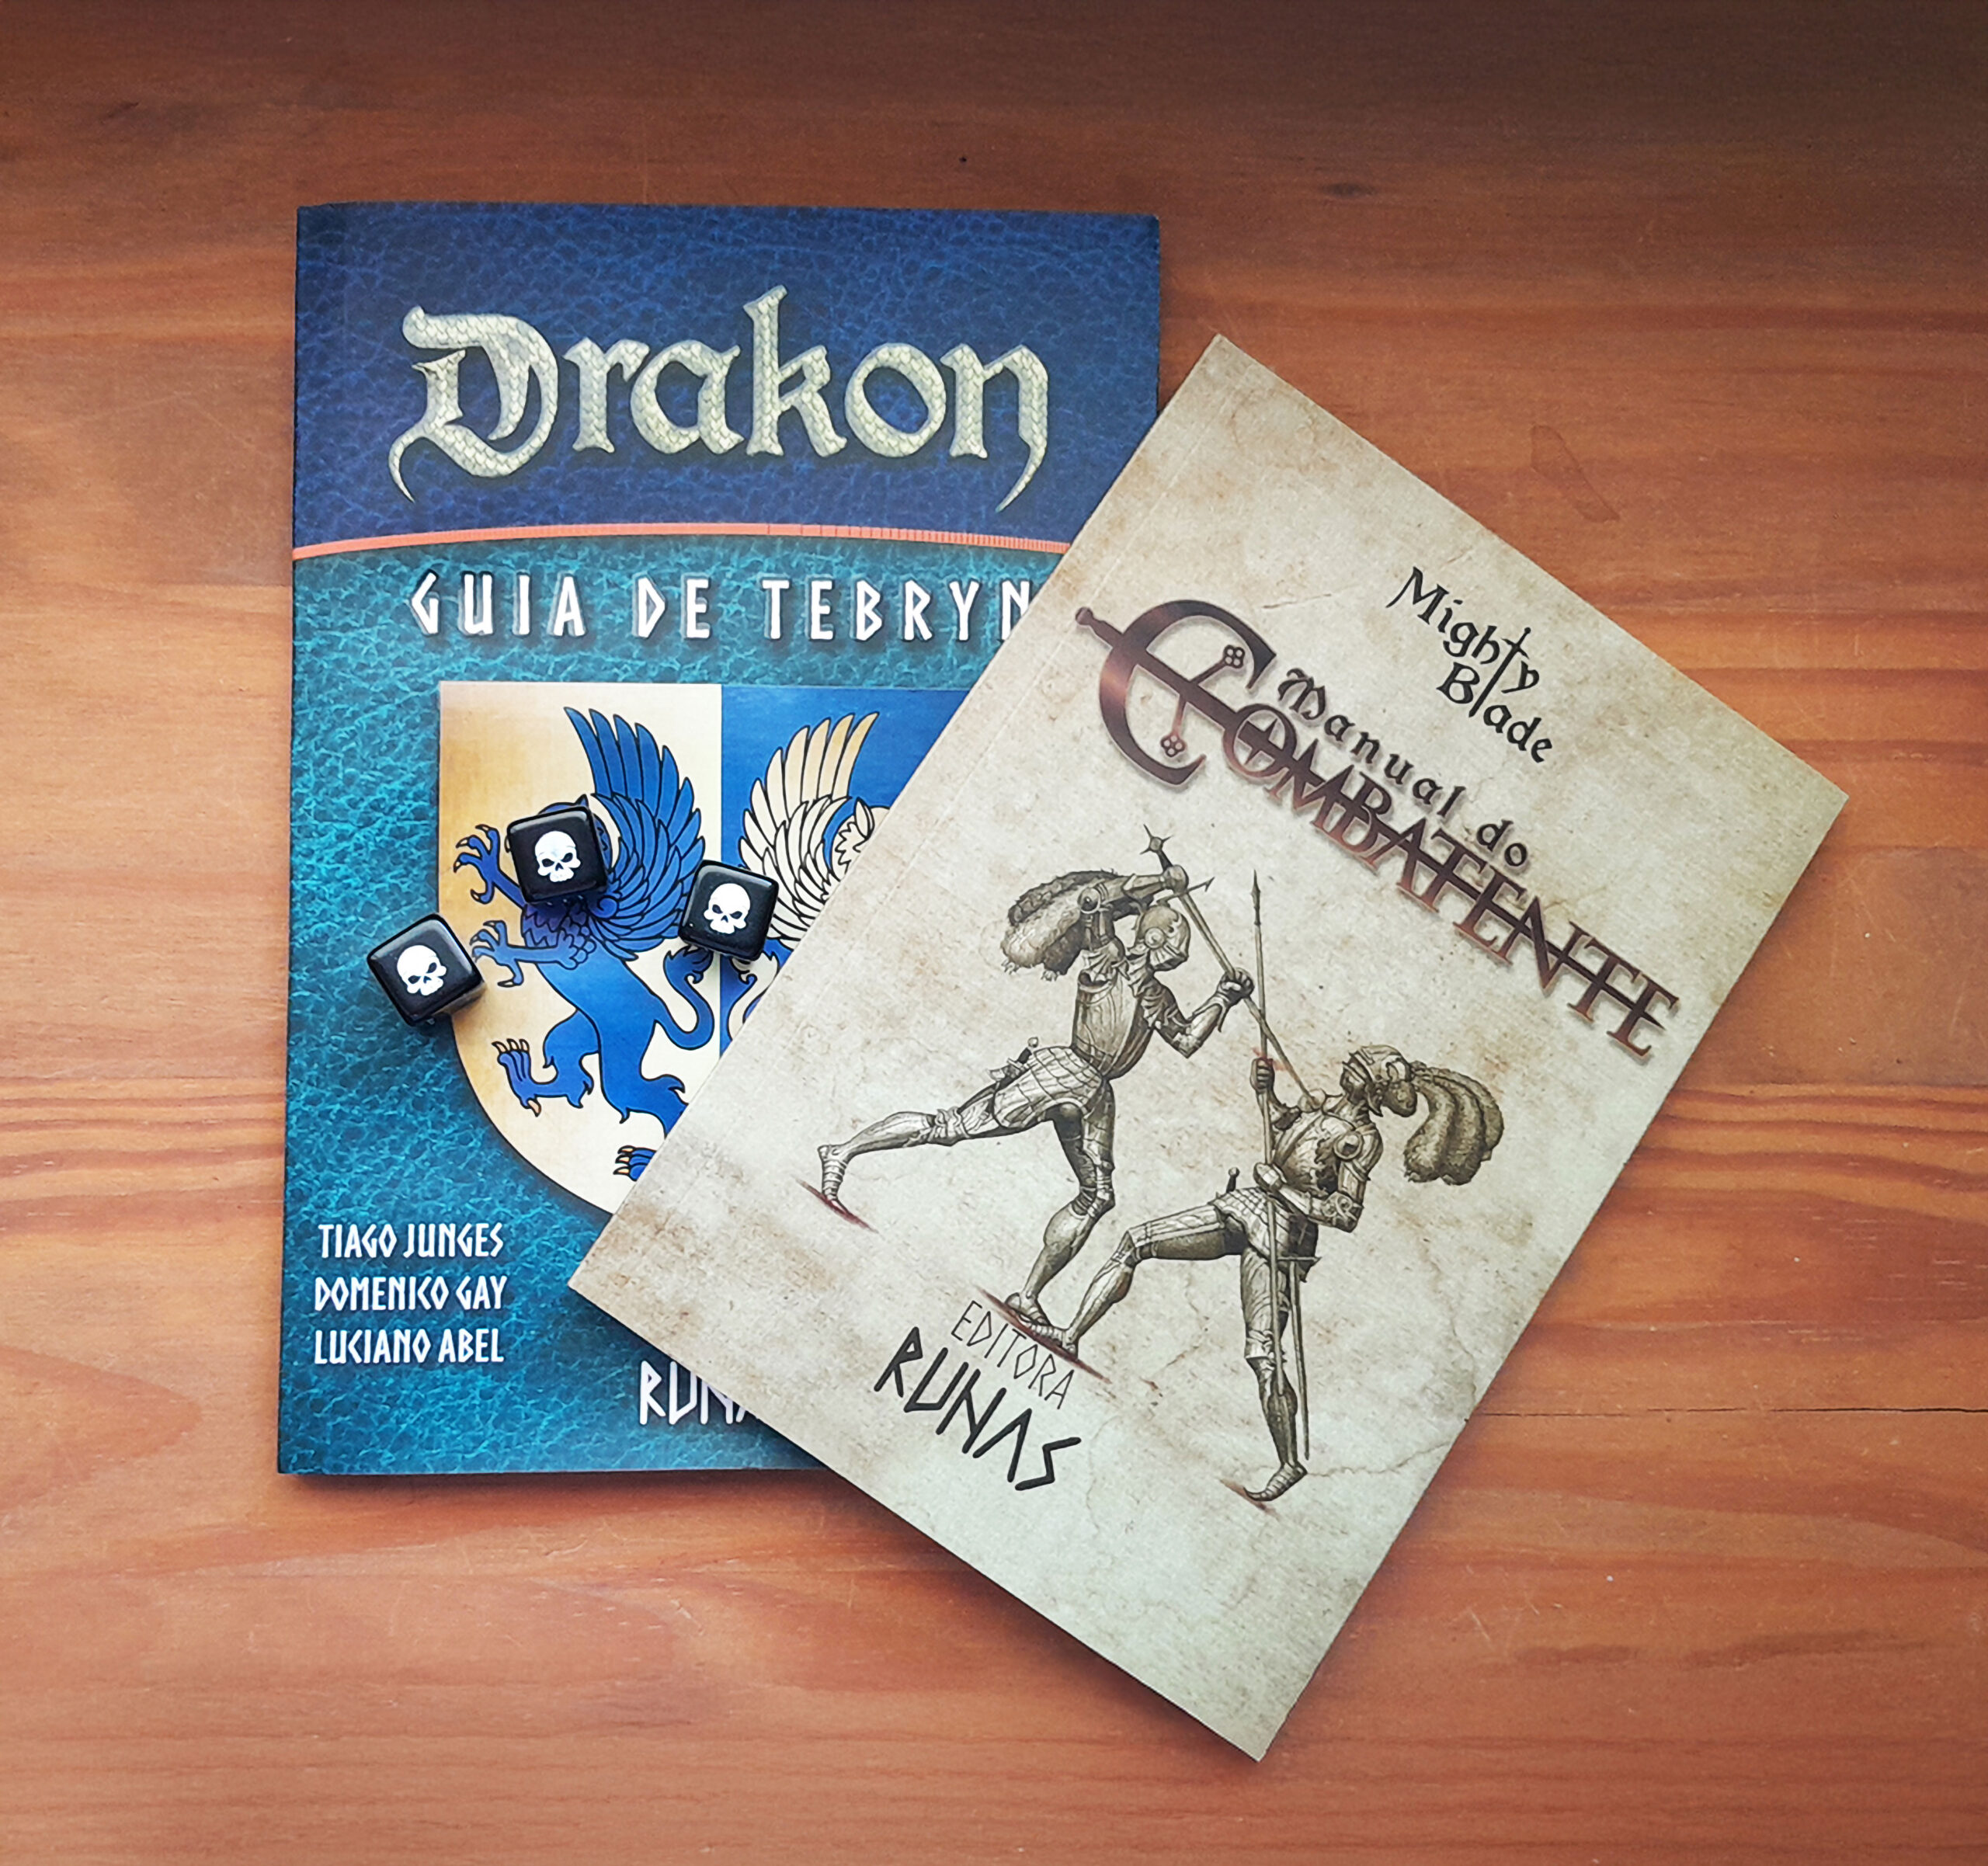 Drakon
GUIA DE TEBRYN
TIAGO JUNGES
DOMENICO GAY
LUCIANO ABEL
Mighty
Blade
Manual do
COMBATENTE
EDITORA
RUNAS